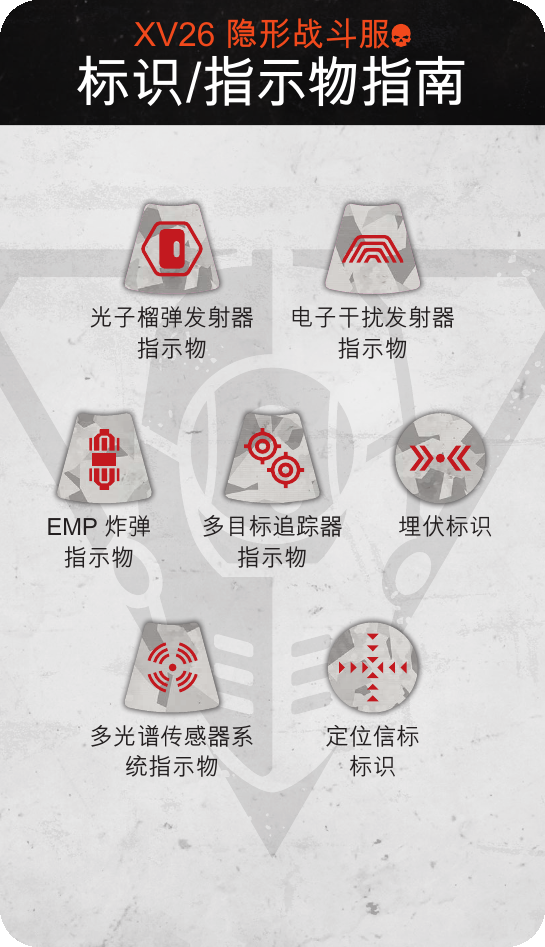 XV26 隐形战斗服
标识/指示物指南
光子榴弹发射器
指示物
电子干扰发射器
指示物
EMP 炸弹
指示物
多目标追踪器
指示物
埋伏标识
多光谱传感器系
统指示物
定位信标
标识